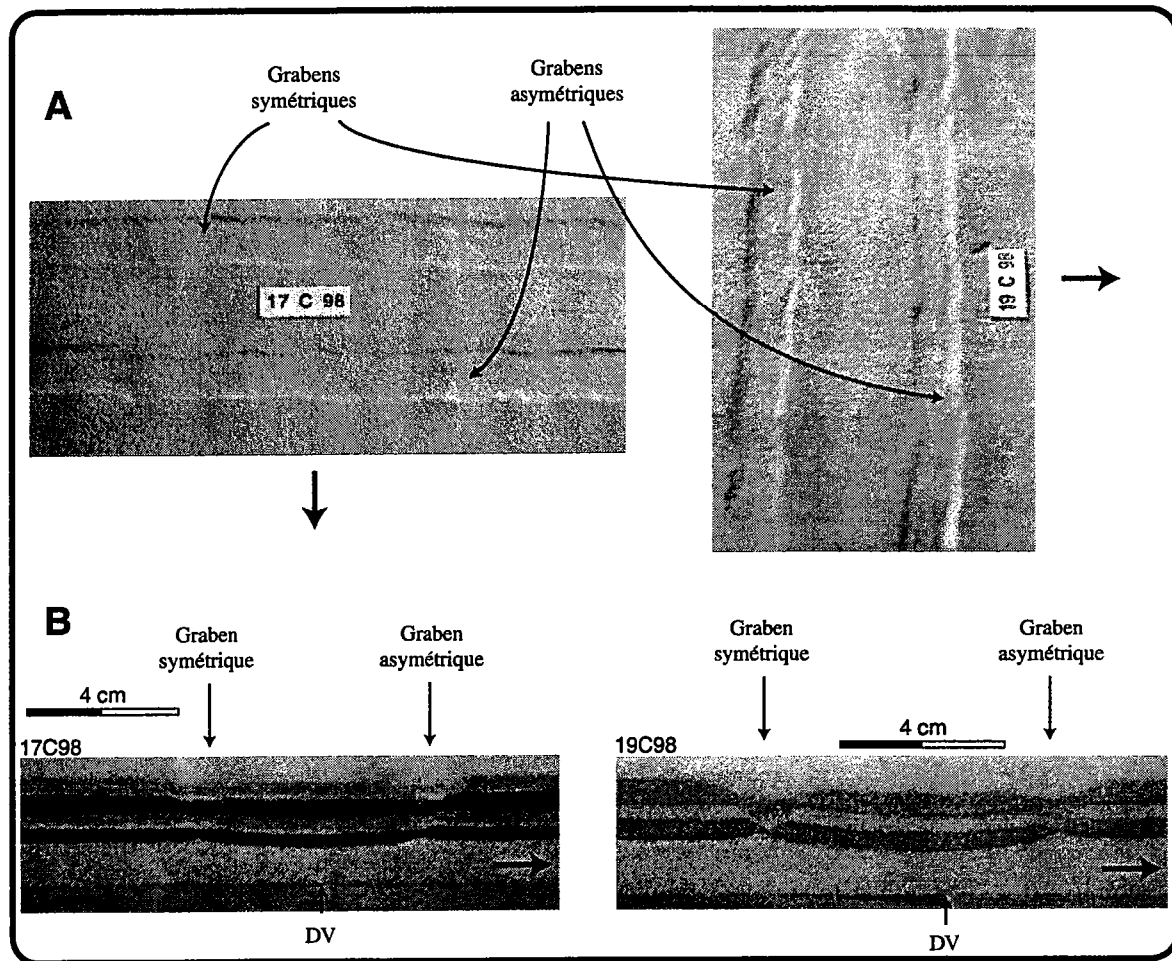 A
Grabens
symétriques
Grabens
asymétriques
17 C 98
19 C 98
B
Graben
symétrique
Graben
asymétrique
4 cm
17C98
DV
Graben
symétrique
Graben
asymétrique
4 cm
19C98
DV